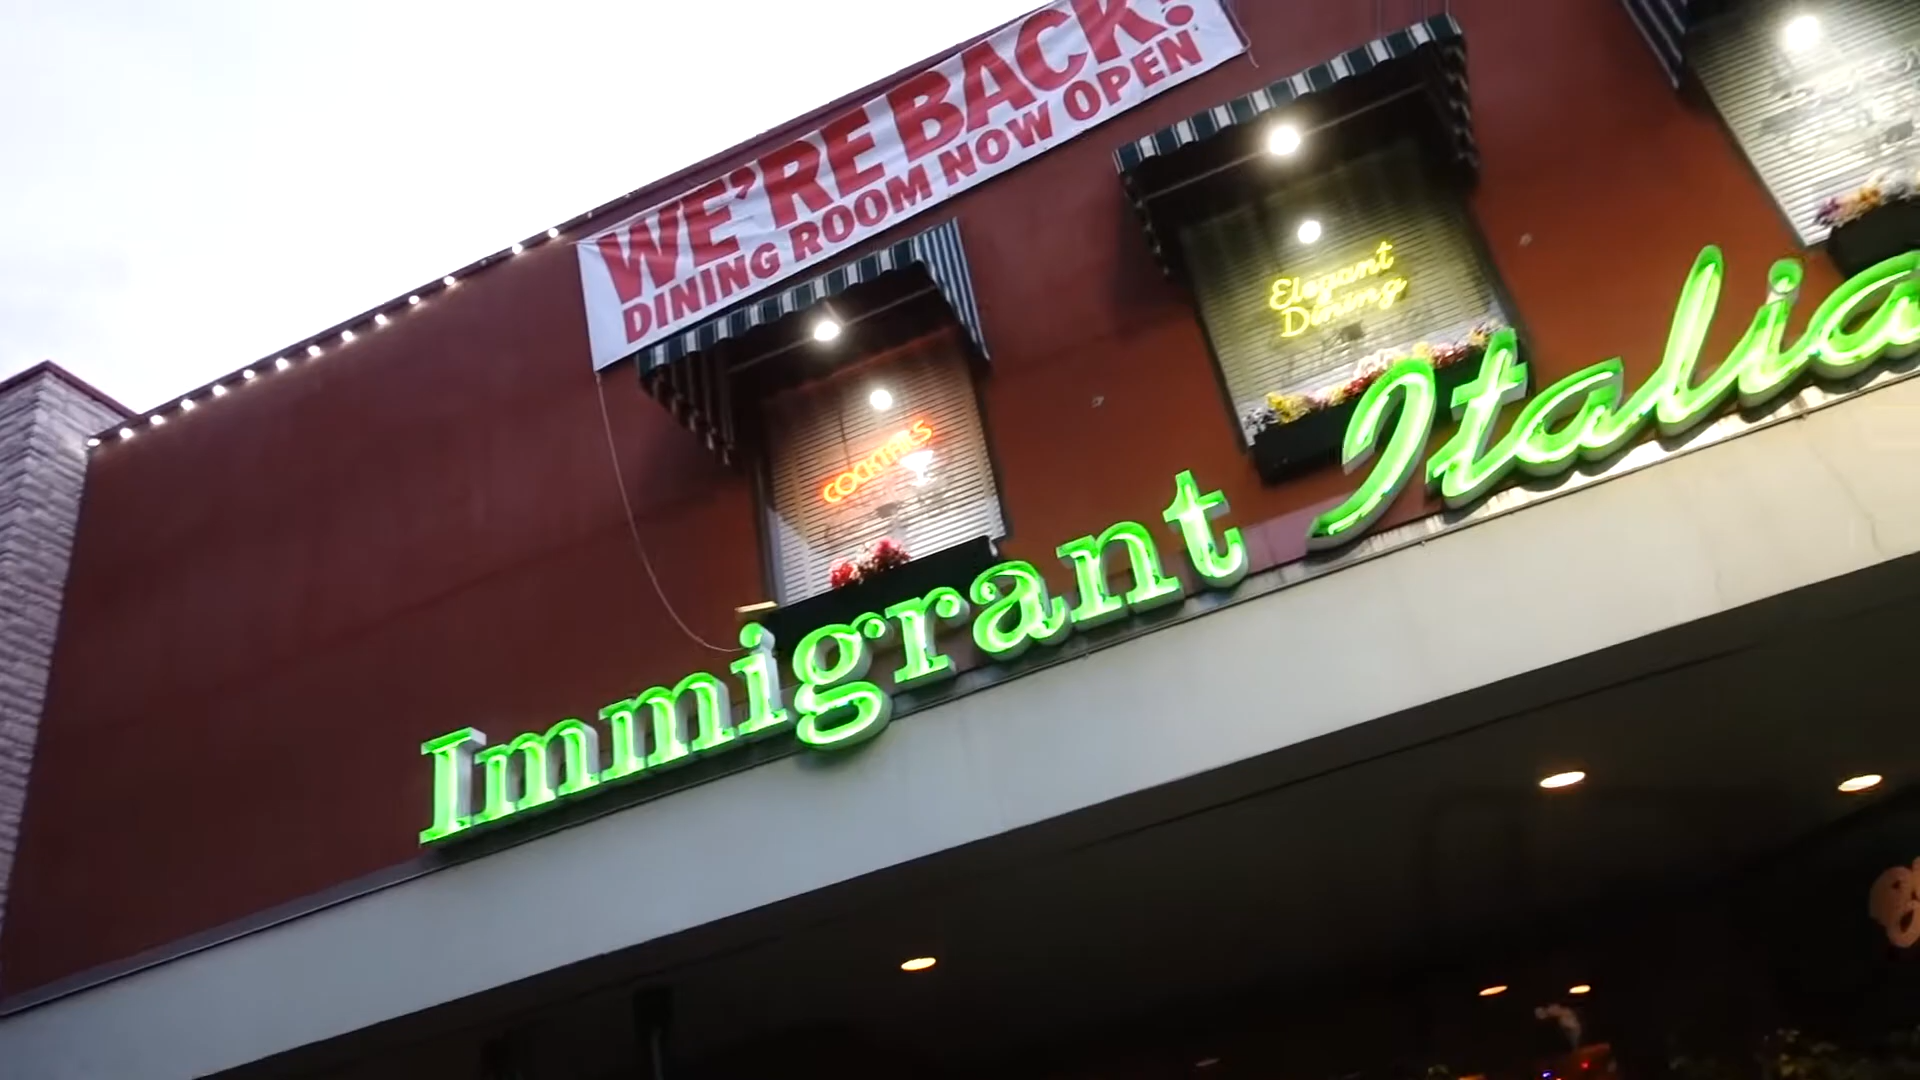 WE'RE BACK!
DINING ROOM NOW OPEN
Elegant
Dining
COCKTAILS
Immigrant Italia